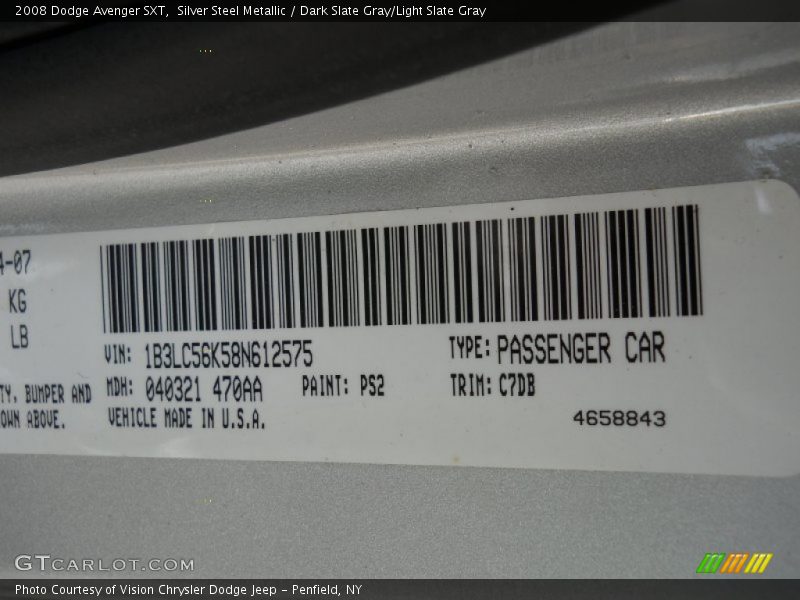 2008 Dodge Avenger SXT,  Silver Steel Metallic / Dark Slate Gray/Light Slate Gray
4-07
KG
LB
VIN: 1B3LC56K58N612575 TYPE: PASSENGER CAR
TY, BUMPER AND MDH: 040321 470AA PAINT: PS2 TRIM: C7DB
OWN ABOVE. VEHICLE MADE IN U.S.A. 4658843
GTCARLOT.COM
Photo Courtesy of Vision Chrysler Dodge Jeep – Penfield, NY